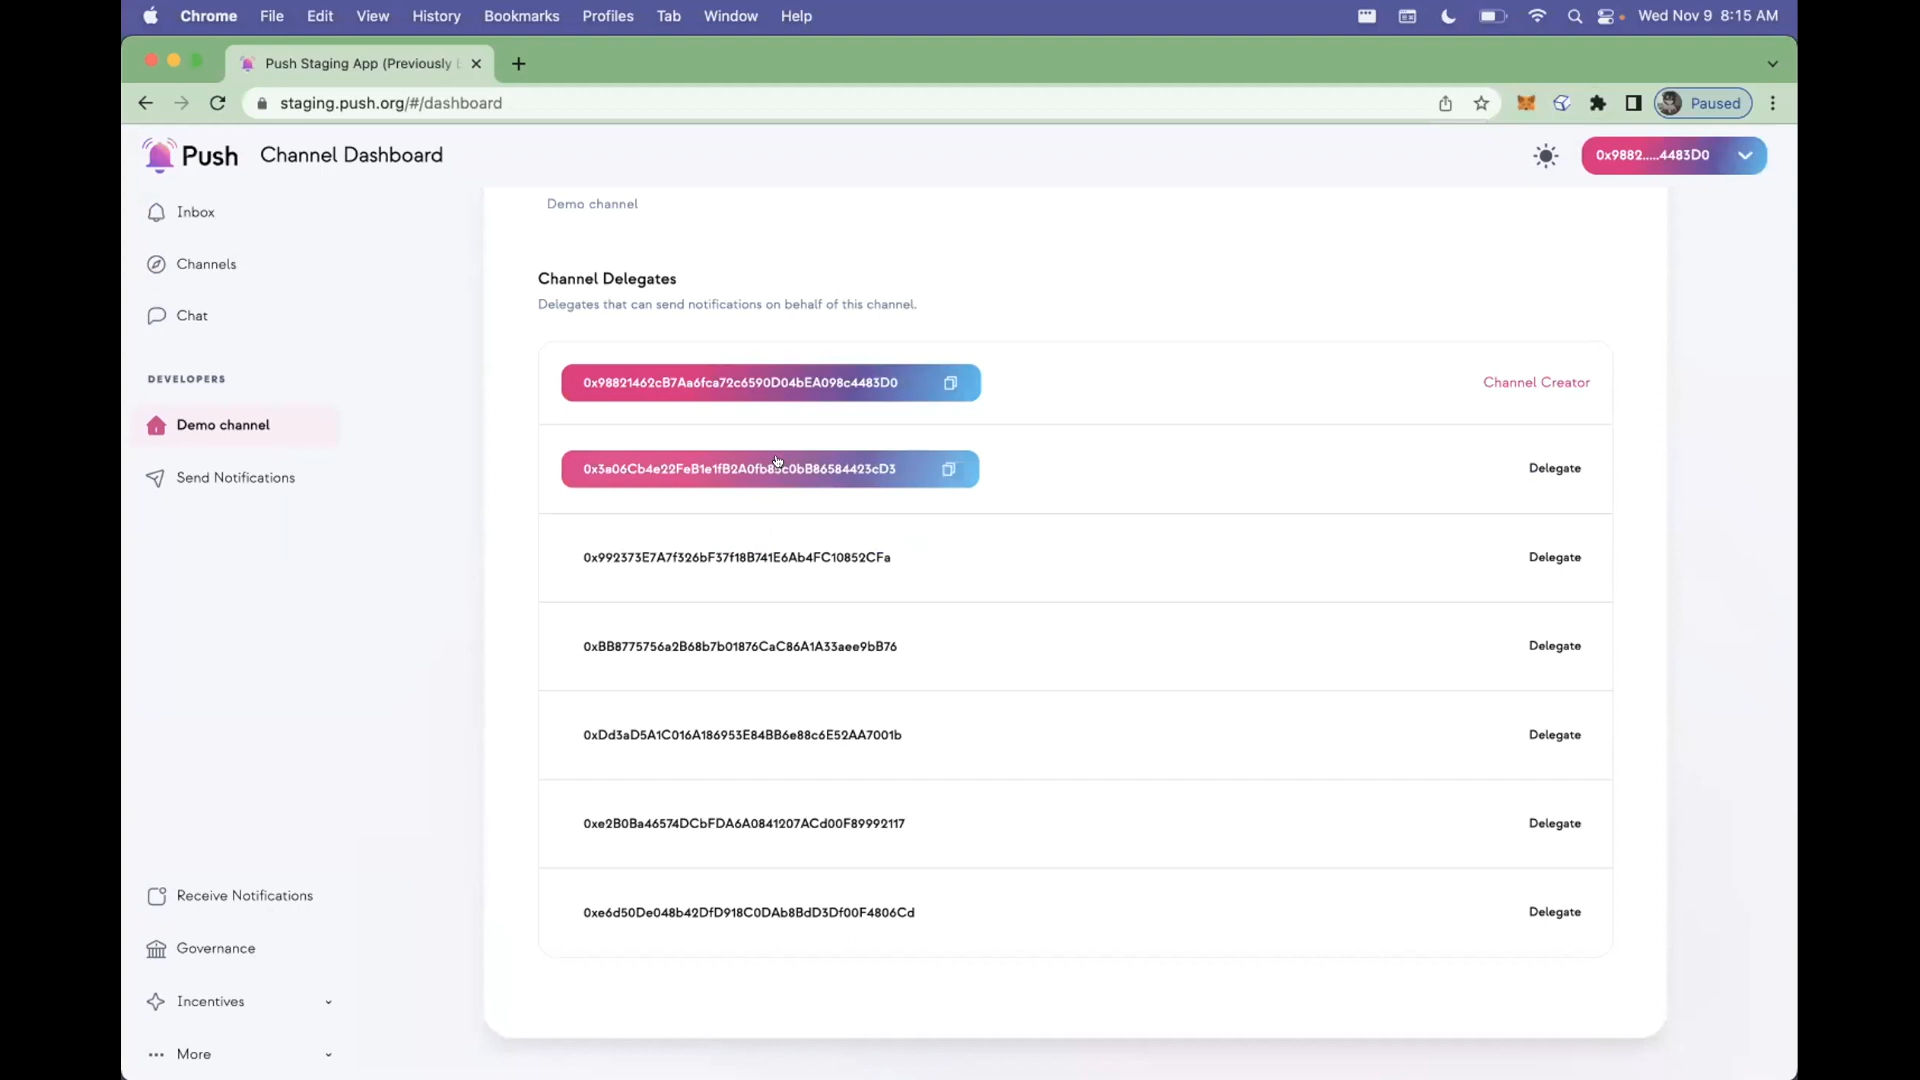 Chrome File Edit View History Bookmarks Profiles Tab Window Help Wed Nov 9 8:15 AM
Push Staging App (Previously
staging.push.org/#/dashboard Paused
Push Channel Dashboard 0x9882.....4483D0
Inbox
Channels
Chat
DEVELOPERS
Demo channel
Send Notifications
Receive Notifications
Governance
Incentives
More
Demo channel
Channel Delegates
Delegates that can send notifications on behalf of this channel.
0x98821462cB7Aa6fca72c6590D04bEA098c4483D0 Channel Creator
Delegate
0x992373E7A7f326bF37f18B741E6Ab4FC10852CFa Delegate
0xBB8775756a2B68b7b01876CaC86A1A33aee9bB76 Delegate
0xDd3aD5A1C016A186953E84BB6e88c6E52AA7001b Delegate
0xe2B0Ba46574DCbFDA6A0841207ACd00F89992117 Delegate
0xe6d50De048b42DfD918C0DAb8BdD3Df00F4806Cd Delegate